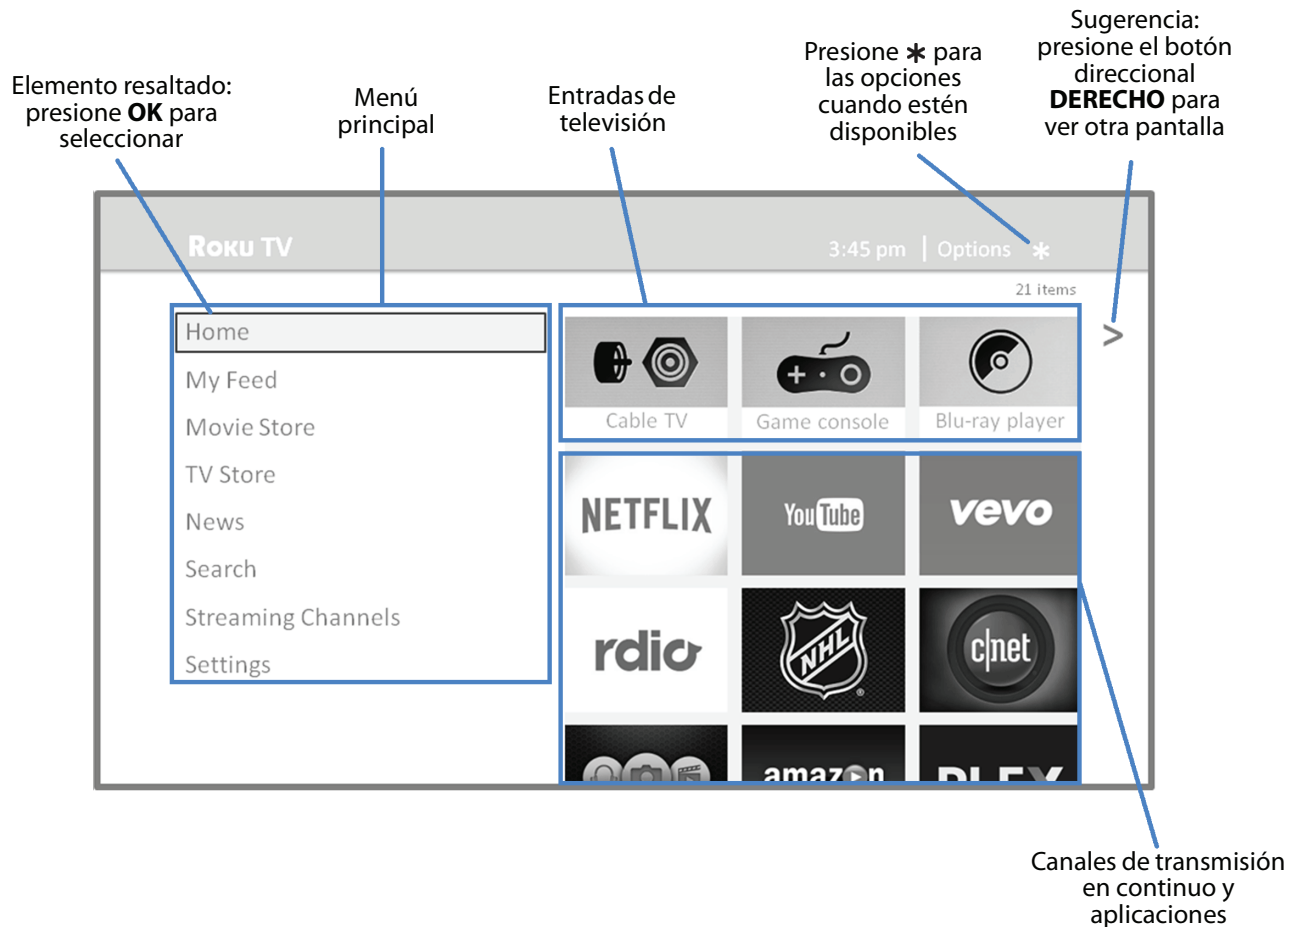 Sugerencia:
presione el botón
direccional
DERECHO para
ver otra pantalla
Presione * para
las opciones
cuando estén
disponibles
Elemento resaltado:
presione OK para
seleccionar
Menú
principal
Entradas de
televisión
ROKU TV
3:45 pm | Options *
21 items
>
Home
My Feed
Movie Store
TV Store
News
Search
Streaming Channels
Settings
Cable TV
Game console
Blu-ray player
NETFLIX
YouTube
vevo
rdio
NHL
c|net
amazon
PLEX
Canales de transmisión
en continuo y
aplicaciones